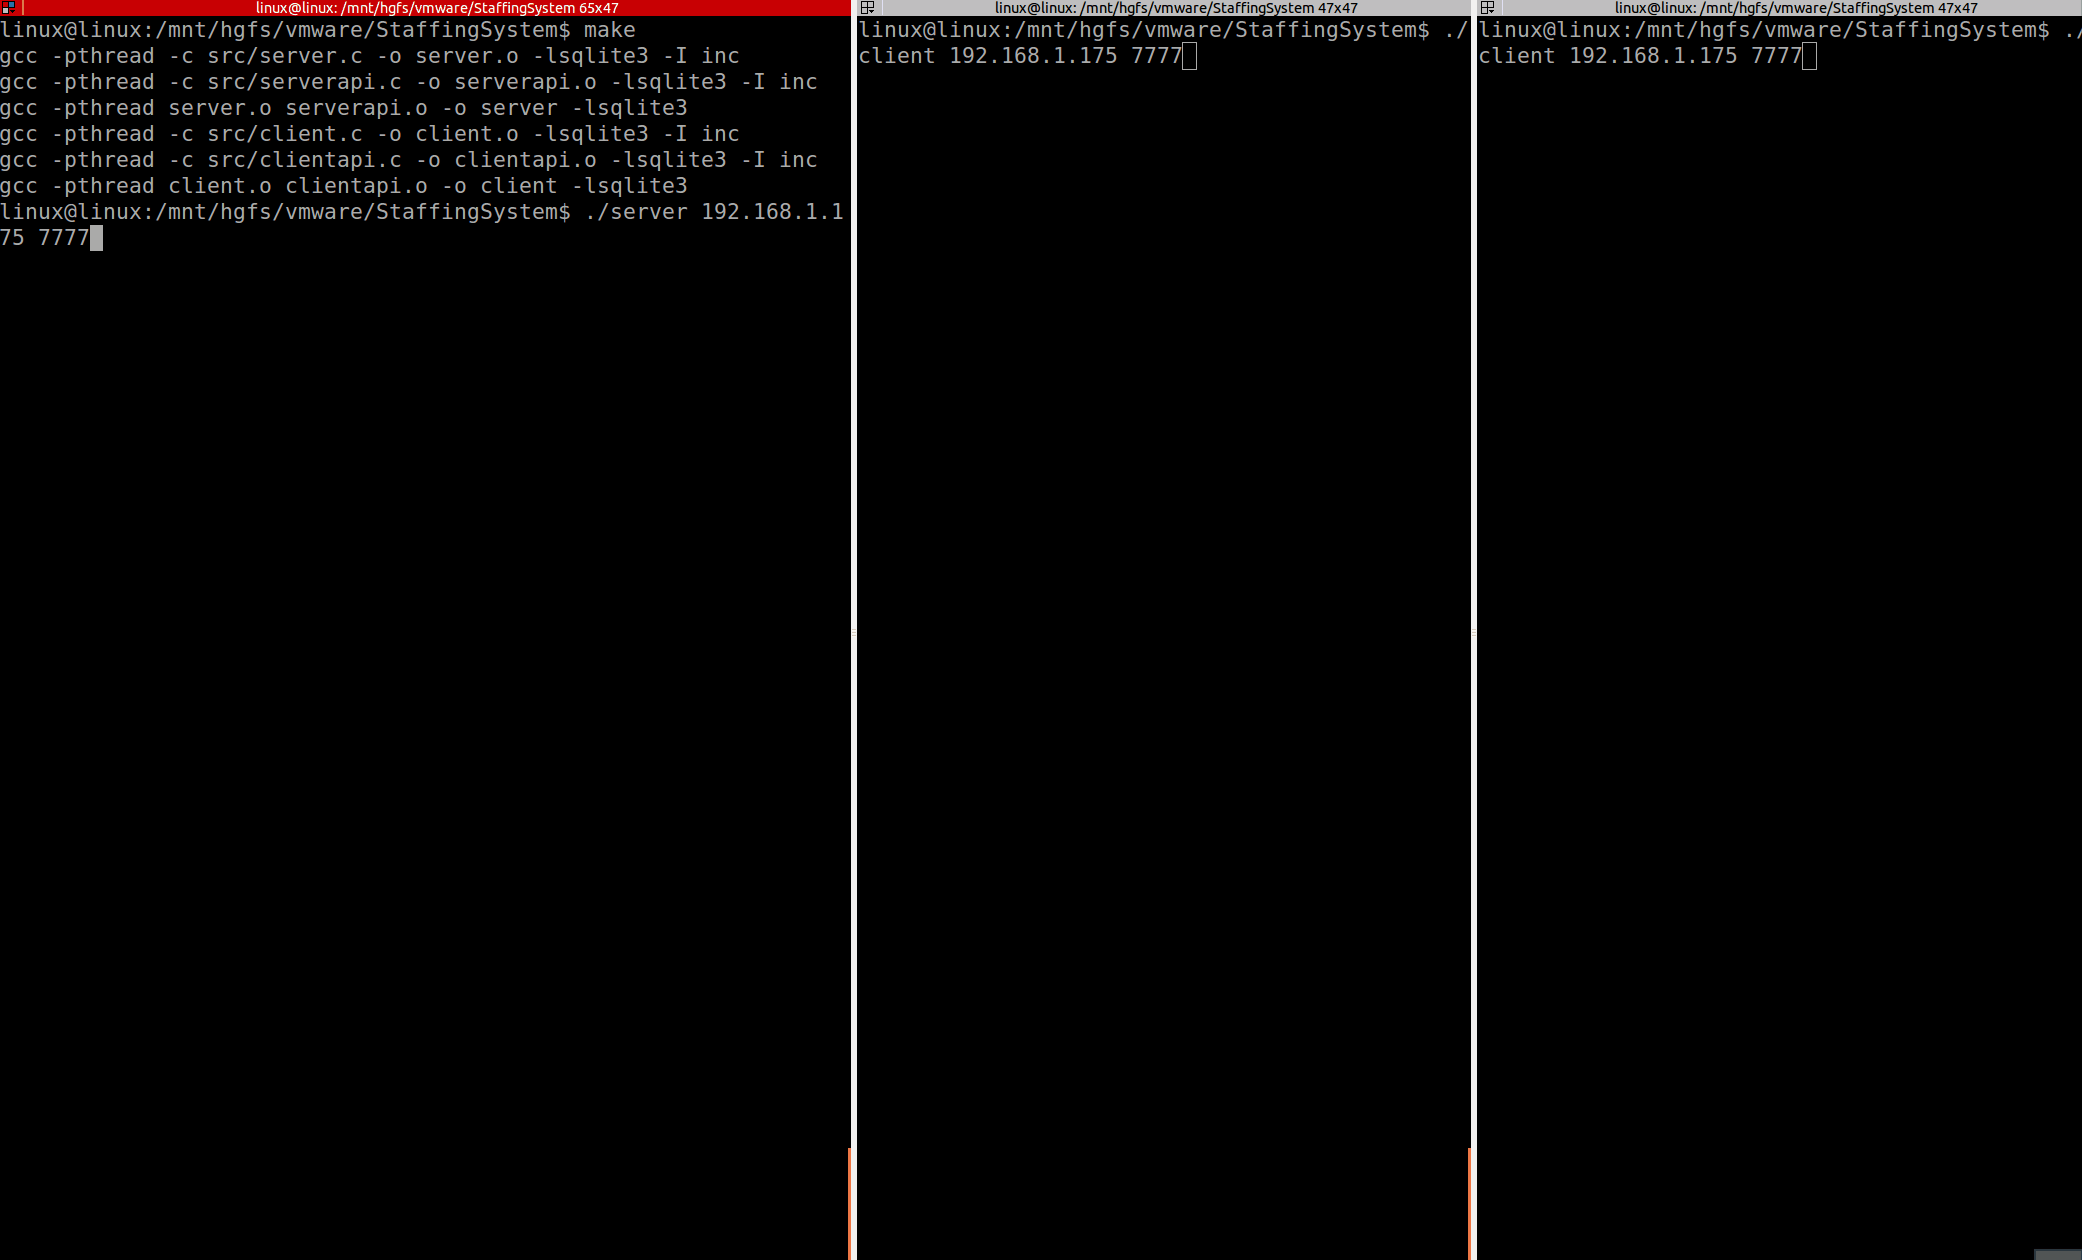 linux@linux: /mnt/hgfs/vmware/StaffingSystem 65x47
linux@linux:/mnt/hgfs/vmware/StaffingSystem$ make
gcc -pthread -c src/server.c -o server.o -lsqlite3 -I inc
gcc -pthread -c src/serverapi.c -o serverapi.o -lsqlite3 -I inc
gcc -pthread server.o serverapi.o -o server -lsqlite3
gcc -pthread -c src/client.c -o client.o -lsqlite3 -I inc
gcc -pthread -c src/clientapi.c -o clientapi.o -lsqlite3 -I inc
gcc -pthread client.o clientapi.o -o client -lsqlite3
linux@linux:/mnt/hgfs/vmware/StaffingSystem$ ./server 192.168.1.1
75 7777
linux@linux: /mnt/hgfs/vmware/StaffingSystem 47x47
linux@linux:/mnt/hgfs/vmware/StaffingSystem$ ./
client 192.168.1.175 7777
linux@linux: /mnt/hgfs/vmware/StaffingSystem 47x47
linux@linux:/mnt/hgfs/vmware/StaffingSystem$ ./
client 192.168.1.175 7777